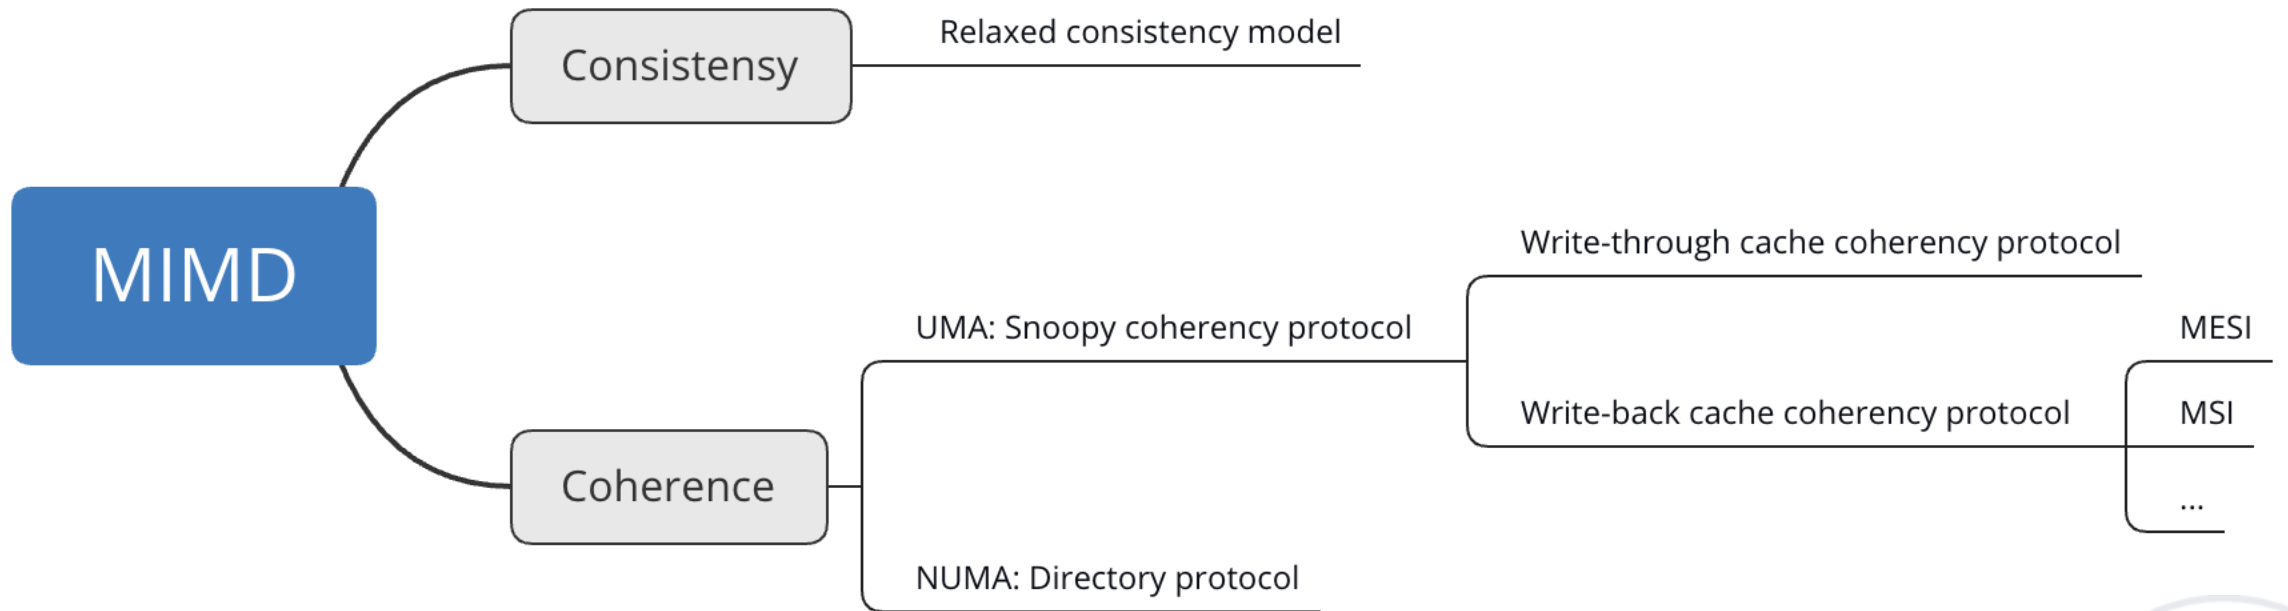 Relaxed consistency model
Consistensy
MIMD
Write-through cache coherency protocol
UMA: Snoopy coherency protocol
MESI
Write-back cache coherency protocol
MSI
Coherence
...
NUMA: Directory protocol